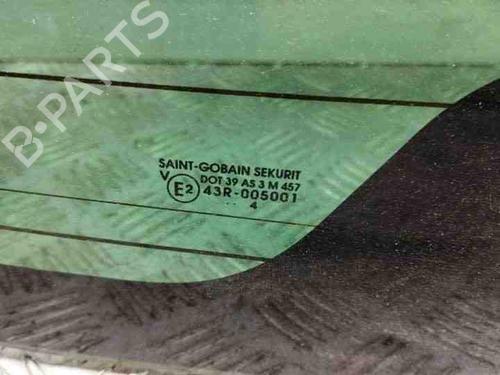 B-PARTS
SAINT-GOBAIN SEKURIT
DOT 39 AS 3 M 457
V E2 43R-005001
.. 4